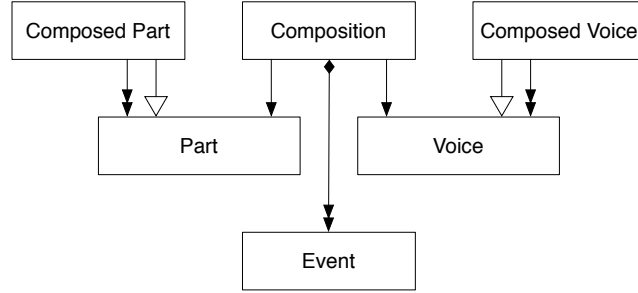 Composed Part
Composition
Composed Voice
Part
Voice
Event